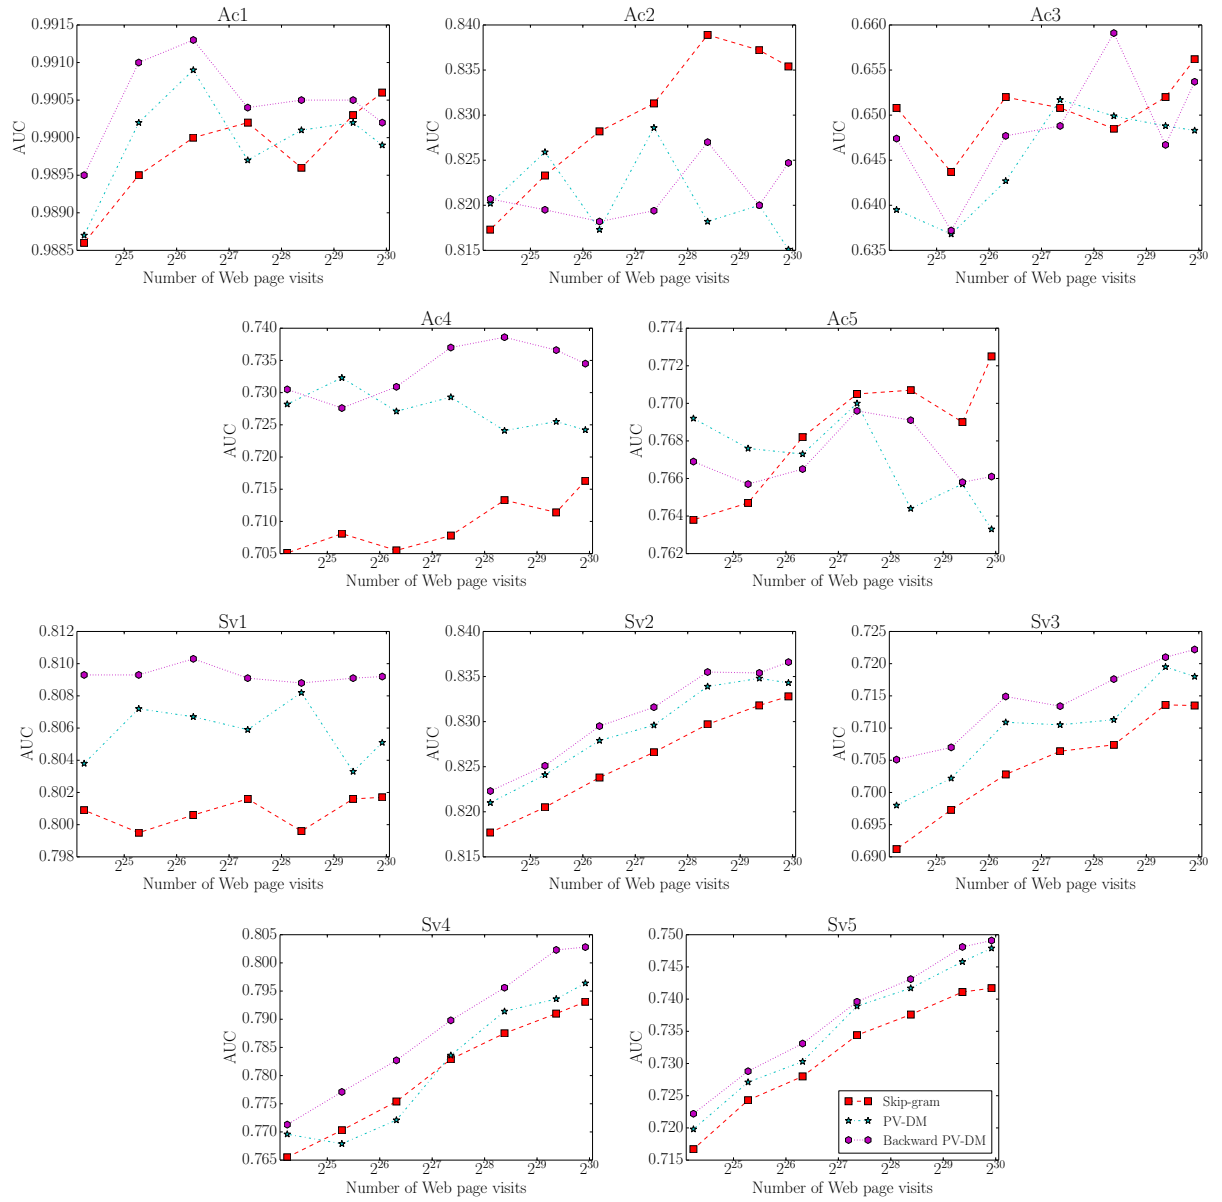 Ac1
0.9915
0.9910
0.9905
0.9900
0.9895
0.9890
0.9885
AUC
2^25 2^26 2^27 2^28 2^29 2^30
Number of Web page visits
Ac2
0.840
0.835
0.830
0.825
0.820
0.815
AUC
2^25 2^26 2^27 2^28 2^29 2^30
Number of Web page visits
Ac3
0.660
0.655
0.650
0.645
0.640
0.635
AUC
2^25 2^26 2^27 2^28 2^29 2^30
Number of Web page visits
Ac4
0.740
0.735
0.730
0.725
0.720
0.715
0.710
0.705
AUC
2^25 2^26 2^27 2^28 2^29 2^30
Number of Web page visits
Ac5
0.774
0.772
0.770
0.768
0.766
0.764
0.762
AUC
2^25 2^26 2^27 2^28 2^29 2^30
Number of Web page visits
Sv1
0.812
0.810
0.808
0.806
0.804
0.802
0.800
0.798
AUC
2^25 2^26 2^27 2^28 2^29 2^30
Number of Web page visits
Sv2
0.840
0.835
0.830
0.825
0.820
0.815
AUC
2^25 2^26 2^27 2^28 2^29 2^30
Number of Web page visits
Sv3
0.725
0.720
0.715
0.710
0.705
0.700
0.695
0.690
AUC
2^25 2^26 2^27 2^28 2^29 2^30
Number of Web page visits
Sv4
0.805
0.800
0.795
0.790
0.785
0.780
0.775
0.770
0.765
AUC
2^25 2^26 2^27 2^28 2^29 2^30
Number of Web page visits
Sv5
0.750
0.745
0.740
0.735
0.730
0.725
0.720
0.715
AUC
2^25 2^26 2^27 2^28 2^29 2^30
Number of Web page visits
Skip-gram
PV-DM
Backward PV-DM